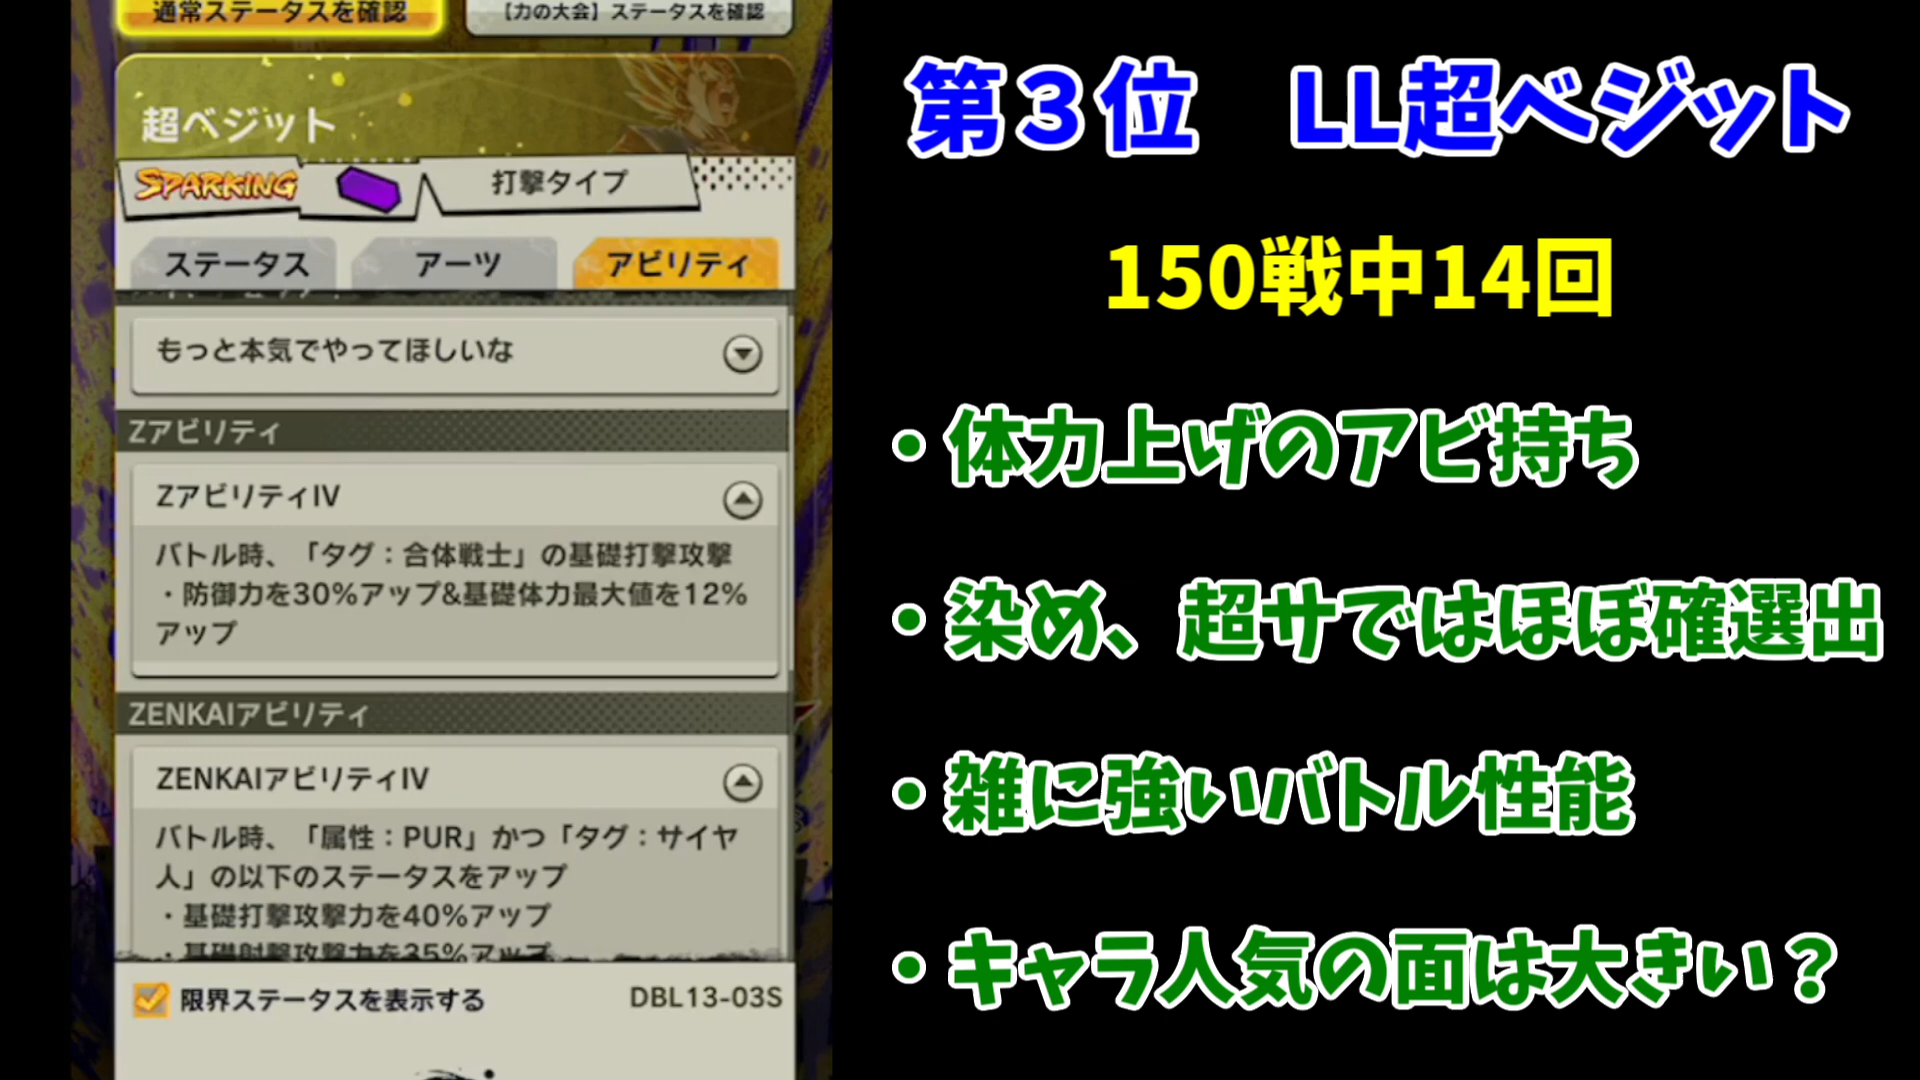 通常ステータスを確認
【力の大会】ステータスを確認
超ベジット
SPARKING
打撃タイプ
ステータス
アーツ
アビリティ
もっと本気でやってほしいな
Zアビリティ
ZアビリティⅣ
バトル時、「タグ：合体戦士」の基礎打撃攻撃
・防御力を30%アップ&基礎体力最大値を12%
アップ
ZENKAIアビリティ
ZENKAIアビリティⅣ
バトル時、「属性：PUR」かつ「タグ：サイヤ
人」の以下のステータスをアップ
・基礎打撃攻撃力を40%アップ
・基礎射撃攻撃力を35%アップ
限界ステータスを表示する
DBL13-03S
第３位　LL超ベジット
150戦中14回
・体力上げのアビ持ち
・染め、超サではほぼ確選出
・雑に強いバトル性能
・キャラ人気の面は大きい？